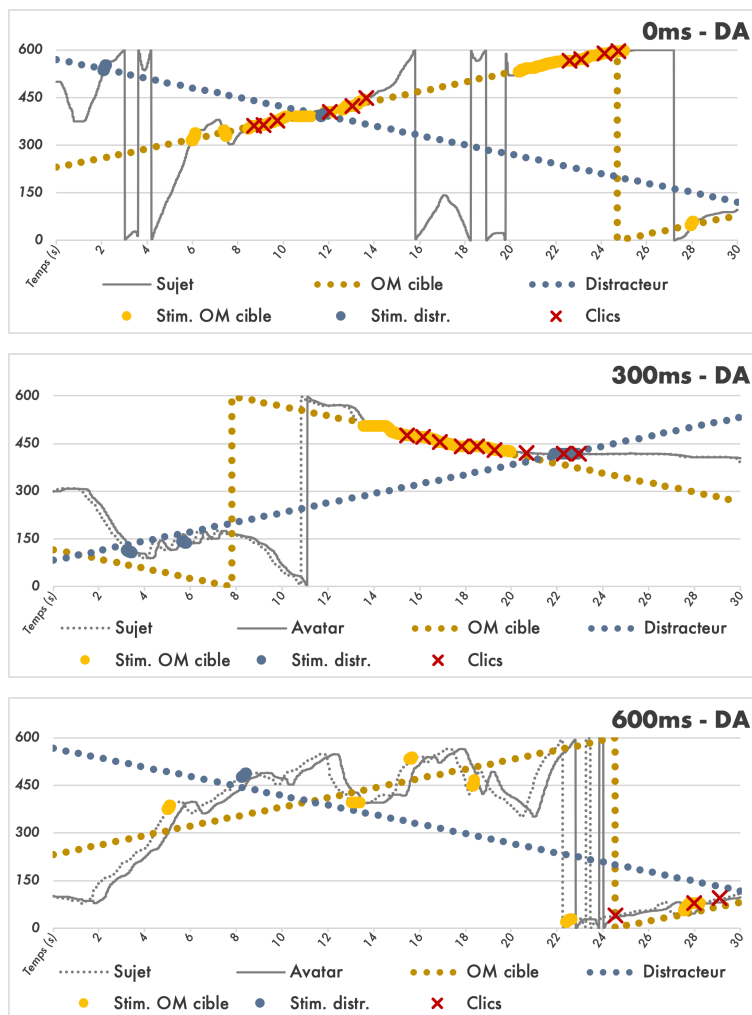 0ms - DA
600
450
300
150
0
Temps (s) 2 4 6 8 10 12 14 16 18 20 22 24 26 28 30
Sujet OM cible Distracteur
Stim. OM cible Stim. distr. Clics
300ms - DA
600
450
300
150
0
Temps (s) 2 4 6 8 10 12 14 16 18 20 22 24 26 28 30
Sujet Avatar OM cible Distracteur
Stim. OM cible Stim. distr. Clics
600ms - DA
600
450
300
150
0
Temps (s) 2 4 6 8 10 12 14 16 18 20 22 24 26 28 30
Sujet Avatar OM cible Distracteur
Stim. OM cible Stim. distr. Clics